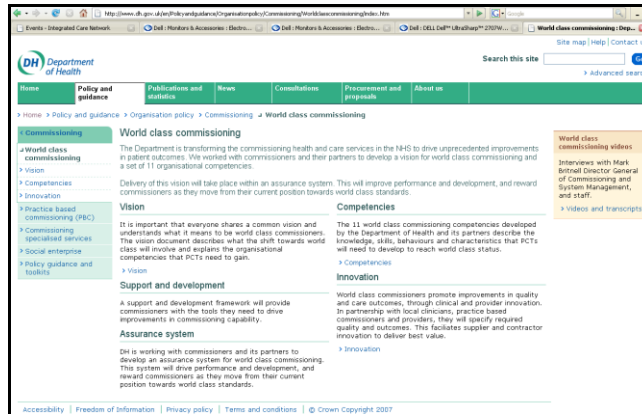 http://www.dh.gov.uk/en/Policyandguidance/Organisationpolicy/Commissioning/Worldclasscommissioning/index.htm
Events - Integrated Care Network
Dell : Monitors & Accessories : Electro...
Dell : Monitors & Accessories : Electro...
Dell : DELL Dell™ UltraSharp™ 2707W...
World class commissioning : Dep...
Site map | Help | Contact u
DH Department
of Health
Search this site
Go
> Advanced sear
Home
Policy and
guidance
Publications and
statistics
News
Consultations
Procurement and
proposals
About us
> Home > Policy and guidance > Organisation policy > Commissioning World class commissioning
Commissioning
World class
commissioning
> Vision
> Competencies
> Innovation
> Practice based
commissioning (PBC)
> Commissioning
specialised services
> Social enterprise
> Policy guidance and
toolkits
World class commissioning
The Department is transforming the commissioning health and care services in the NHS to drive unprecedented improvements
in patient outcomes. We worked with commissioners and their partners to develop a vision for world class commissioning and
a set of 11 organisational competencies.
Delivery of this vision will take place within an assurance system. This will improve performance and development, and reward
commissioners as they move from their current position towards world class standards.
Vision
It is important that everyone shares a common vision and
understands what it means to be world class commissioners.
The vision document describes what the shift towards world
class will involve and explains the organisational
competencies that PCTs need to gain.
> Vision
Support and development
A support and development framework will provide
commissioners with the tools they need to drive
improvements in commissioning capability.
Assurance system
DH is working with commissioners and its partners to
develop an assurance system for world class commissioning.
This system will drive performance and development, and
reward commissioners as they move from their current
position towards world class standards.
Competencies
The 11 world class commissioning competencies developed
by the Department of Health and its partners describe the
knowledge, skills, behaviours and characteristics that PCTs
will need to develop to reach world class status.
> Competencies
Innovation
World class commissioners promote improvements in quality
and care outcomes, through clinical and provider innovation.
In partnership with local clinicians, practice based
commissioners and providers, they will specify required
quality and outcomes. This faciliates supplier and contractor
innovation to deliver best value.
> Innovation
World class
commissioning videos
Interviews with Mark
Britnell Director General
of Commissioning and
System Management,
and staff.
> Videos and transcripts
Accessibility | Freedom of Information | Privacy policy | Terms and conditions | © Crown Copyright 2007